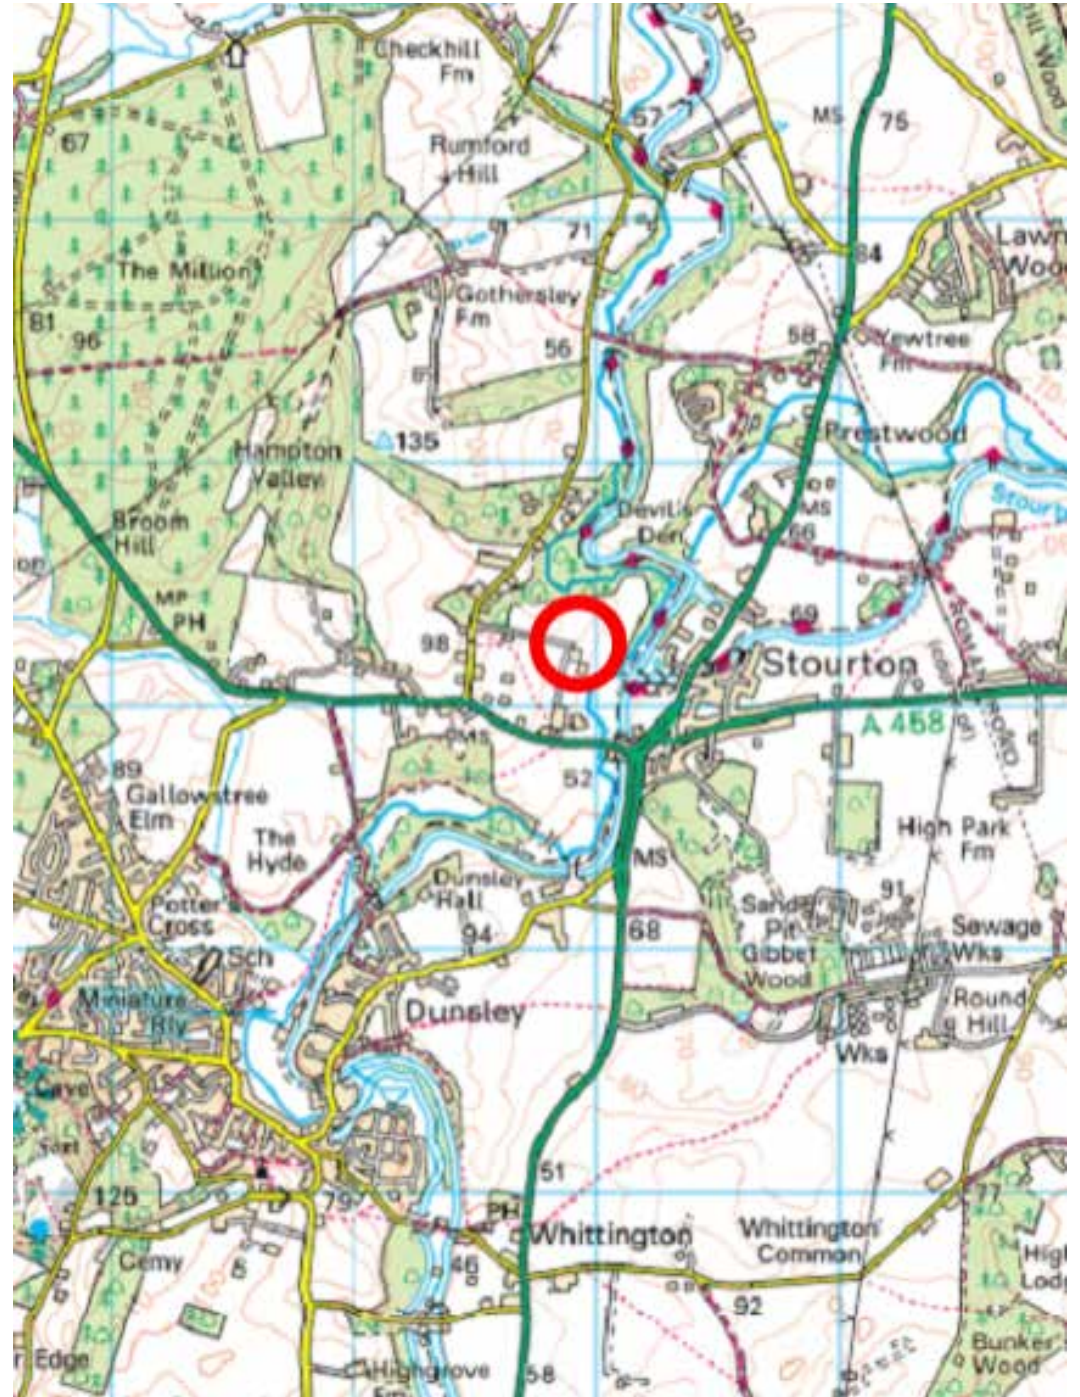 Checkhill
Fm
67
57
MS
75
Rumford
Hill
71
Lawn
Wood
84
The Million
Gothersley
Fm
81
96
56
58
Yewtree
Fm
135
Prestwood
Hampton
Valley
Stour
Devil's
Den
MS
66
Broom
Hill
MP
PH
69
ROMAN ROAD
98
Stourton
A 458
MS
52
89
Gallowstree
Elm
The
Hyde
High Park
Fm
MS
Dunsley
Hall
91
Potter's
Cross
Sand
Pit
Gibbet
Wood
Sewage
Wks
94
68
Sch
Miniature
Rly
Dunsley
Round
Hill
Wks
Cave
51
125
79
77
PH
Whittington
Whittington
Common
Cemy
46
92
High
Lodg
Edge
Bunker's
Wood
Highgrove
Fm
58